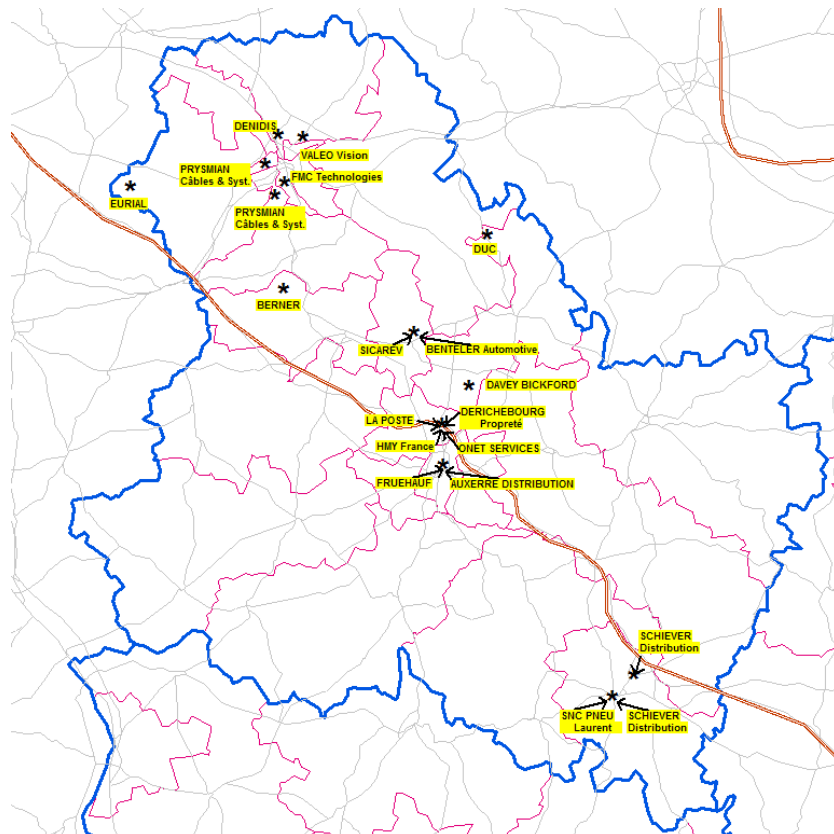 DENIDIS
VALEO Vision
PRYSMIAN
Câbles & Syst.
FMC Technologies
EURIAL
PRYSMIAN
Câbles & Syst.
DUC
BERNER
SICAREV
BENTELER Automotive.
DAVEY BICKFORD
LA POSTE
DERICHEBOURG
Propreté
HMY France
ONET SERVICES
FRUEHAUF
AUXERRE DISTRIBUTION
SCHIEVER
Distribution
SNC PNEU
Laurent
SCHIEVER
Distribution